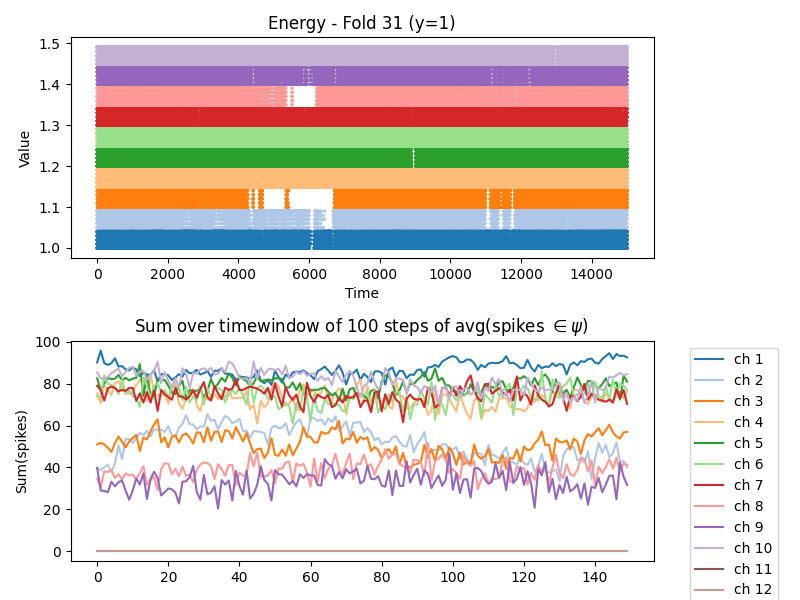 Energy - Fold 31 (y=1)
Value
1.5
1.4
1.3
1.2
1.1
1.0
0 2000 4000 6000 8000 10000 12000 14000
Time
Sum over timewindow of 100 steps of avg(spikes ∈ ψ)
Sum(spikes)
100
80
60
40
20
0
0 20 40 60 80 100 120 140
ch 1
ch 2
ch 3
ch 4
ch 5
ch 6
ch 7
ch 8
ch 9
ch 10
ch 11
ch 12